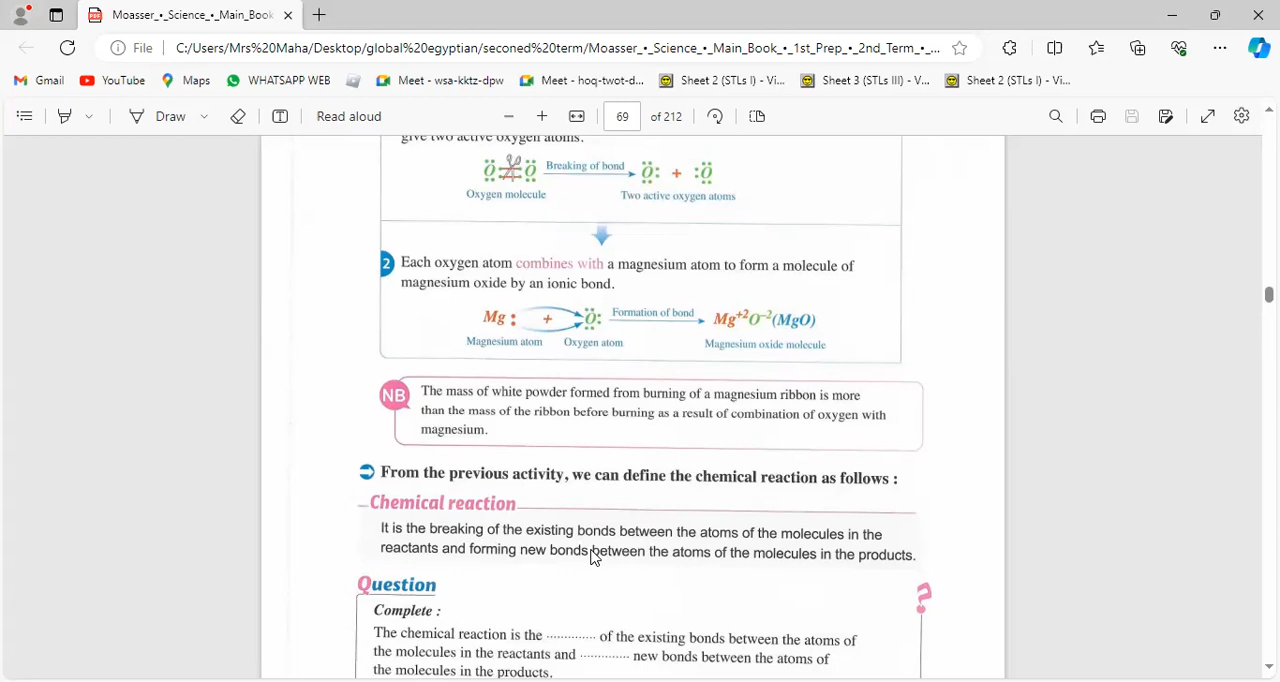 Moasser_•_Science_•_Main_Book
File C:/Users/Mrs%20Maha/Desktop/global%20egyptian/seconed%20term/Moasser_•_Science_•_Main_Book_•_1st_Prep_•_2nd_Term_•_...
Gmail YouTube Maps WHATSAPP WEB Meet - wsa-kktz-dpw Meet - hoq-twot-d... Sheet 2 (STLs I) - Vi... Sheet 3 (STLs III) - V... Sheet 2 (STLs I) - Vi...
Draw Read aloud 69 of 212
give two active oxygen atoms.
O O Breaking of bond O + O
Oxygen molecule Two active oxygen atoms
2 Each oxygen atom combines with a magnesium atom to form a molecule of
magnesium oxide by an ionic bond.
Mg: + O: Formation of bond Mg⁺²O⁻²(MgO)
Magnesium atom Oxygen atom Magnesium oxide molecule
NB The mass of white powder formed from burning of a magnesium ribbon is more
than the mass of the ribbon before burning as a result of combination of oxygen with
magnesium.
From the previous activity, we can define the chemical reaction as follows :
Chemical reaction
It is the breaking of the existing bonds between the atoms of the molecules in the
reactants and forming new bonds between the atoms of the molecules in the products.
Question ?
Complete :
The chemical reaction is the ............. of the existing bonds between the atoms of
the molecules in the reactants and ............. new bonds between the atoms of
the molecules in the products.